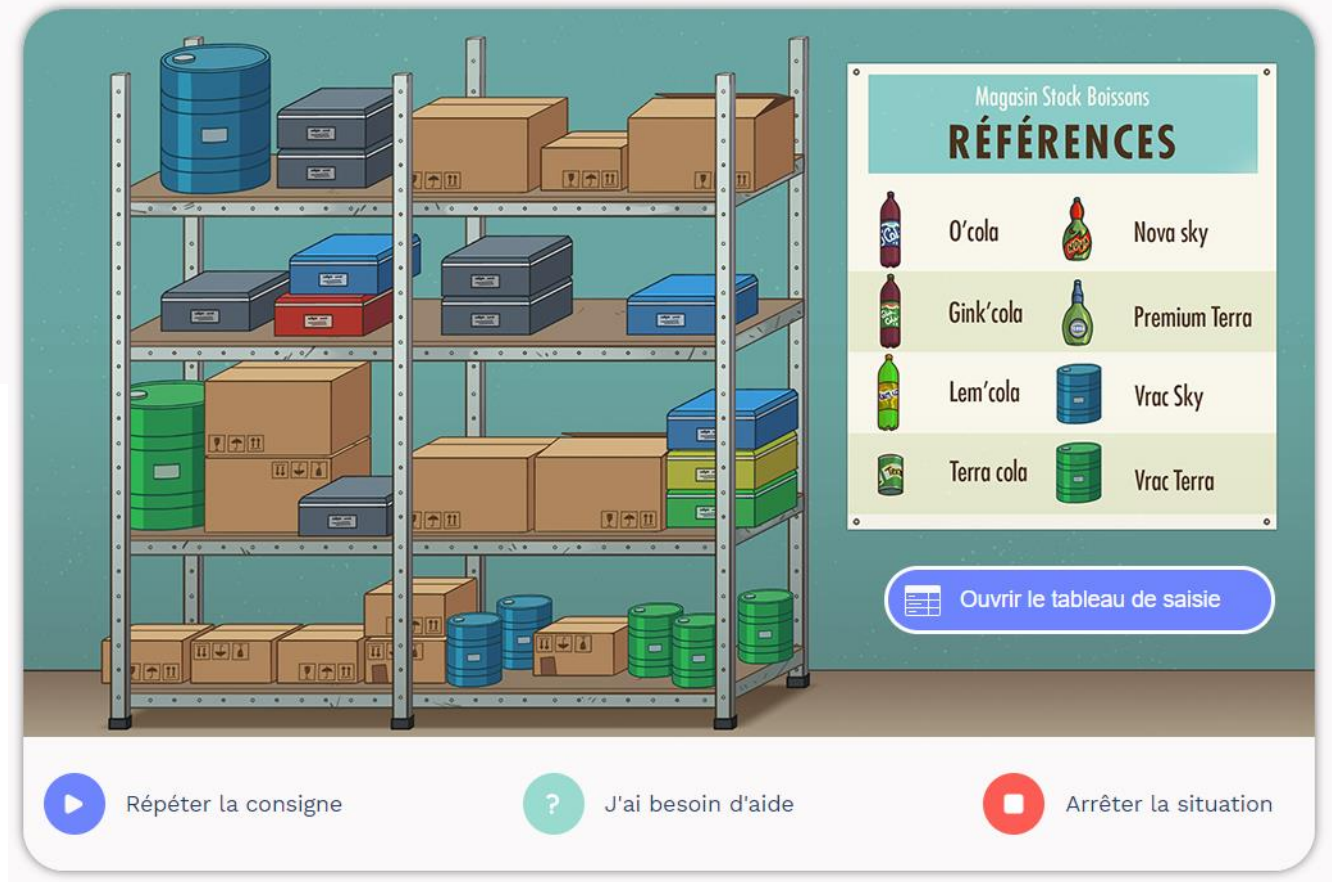 Magasin Stock Boissons
RÉFÉRENCES
O'cola
Nova sky
Gink'cola
Premium Terra
Lem'cola
Vrac Sky
Terra cola
Vrac Terra
Ouvrir le tableau de saisie
Répéter la consigne
?
J'ai besoin d'aide
Arrêter la situation